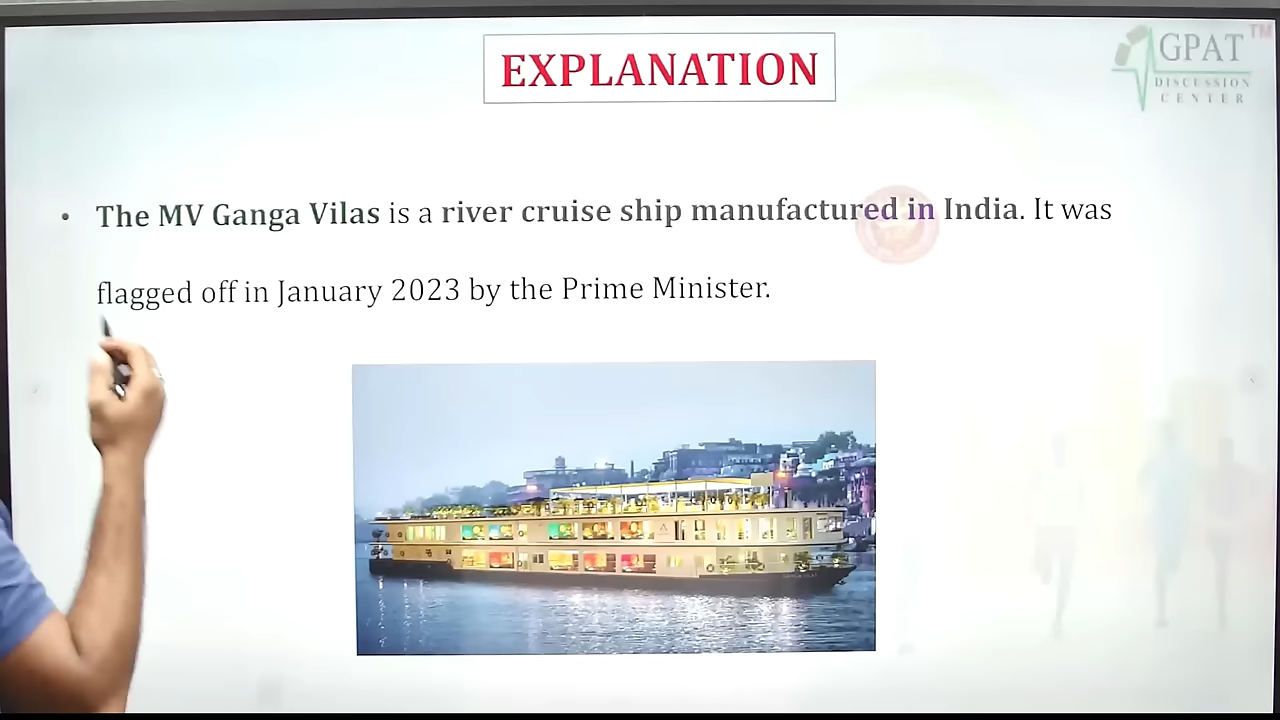 EXPLANATION
GPAT TM
DISCUSSION
CENTER
• The MV Ganga Vilas is a river cruise ship manufactured in India. It was
flagged off in January 2023 by the Prime Minister.